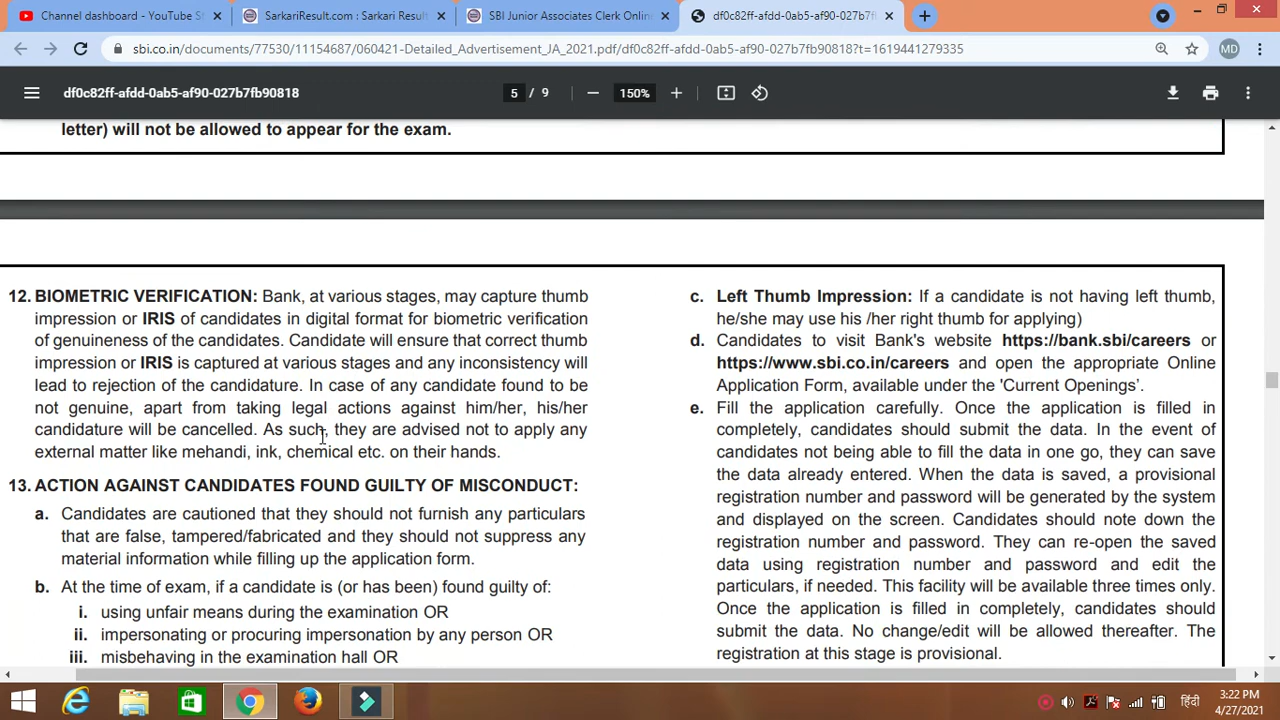 Channel dashboard - YouTube St
SarkariResult.com : Sarkari Result
SBI Junior Associates Clerk Online
df0c82ff-afdd-0ab5-af90-027b7fb9
sbi.co.in/documents/77530/11154687/060421-Detailed_Advertisement_JA_2021.pdf/df0c82ff-afdd-0ab5-af90-027b7fb90818?t=1619441279335
MD
df0c82ff-afdd-0ab5-af90-027b7fb90818
5 / 9
150%
letter) will not be allowed to appear for the exam.
12. BIOMETRIC VERIFICATION: Bank, at various stages, may capture thumb
impression or IRIS of candidates in digital format for biometric verification
of genuineness of the candidates. Candidate will ensure that correct thumb
impression or IRIS is captured at various stages and any inconsistency will
lead to rejection of the candidature. In case of any candidate found to be
not genuine, apart from taking legal actions against him/her, his/her
candidature will be cancelled. As such, they are advised not to apply any
external matter like mehandi, ink, chemical etc. on their hands.
13. ACTION AGAINST CANDIDATES FOUND GUILTY OF MISCONDUCT:
a. Candidates are cautioned that they should not furnish any particulars
that are false, tampered/fabricated and they should not suppress any
material information while filling up the application form.
b. At the time of exam, if a candidate is (or has been) found guilty of:
i. using unfair means during the examination OR
ii. impersonating or procuring impersonation by any person OR
iii. misbehaving in the examination hall OR
c. Left Thumb Impression: If a candidate is not having left thumb,
he/she may use his /her right thumb for applying)
d. Candidates to visit Bank's website https://bank.sbi/careers or
https://www.sbi.co.in/careers and open the appropriate Online
Application Form, available under the 'Current Openings'.
e. Fill the application carefully. Once the application is filled in
completely, candidates should submit the data. In the event of
candidates not being able to fill the data in one go, they can save
the data already entered. When the data is saved, a provisional
registration number and password will be generated by the system
and displayed on the screen. Candidates should note down the
registration number and password. They can re-open the saved
data using registration number and password and edit the
particulars, if needed. This facility will be available three times only.
Once the application is filled in completely, candidates should
submit the data. No change/edit will be allowed thereafter. The
registration at this stage is provisional.
हिंदी
3:22 PM
4/27/2021